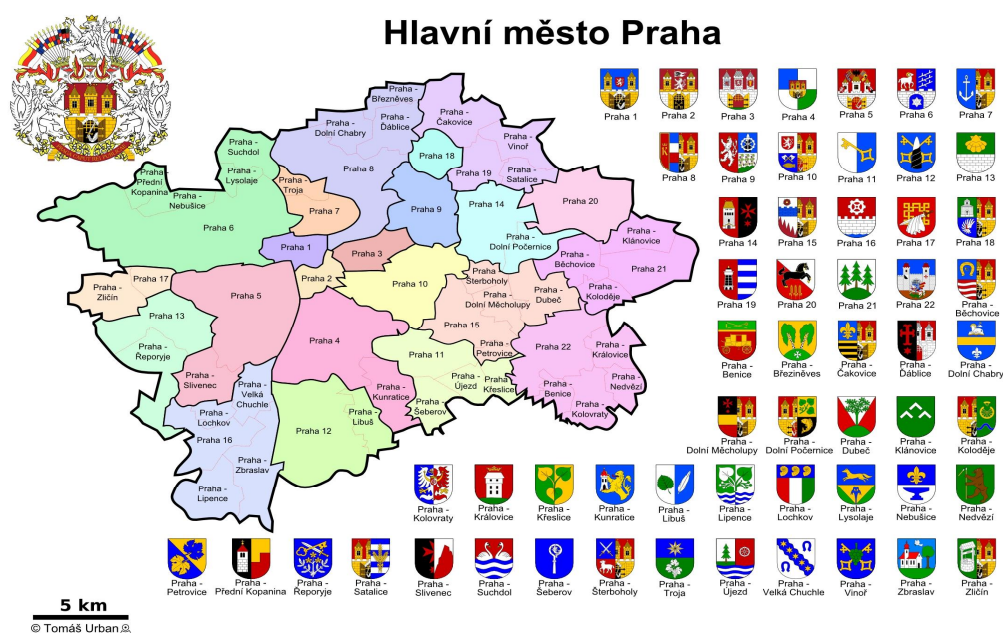 Hlavní město Praha
Praha -
Březněves
Praha -
Dolní Chabry
Praha -
Ďáblice
Praha -
Čakovice
Praha -
Vinoř
Praha -
Suchdol
Praha -
Lysolaje
Praha 8
Praha 18
Praha 19
Praha -
Satalice
Praha -
Přední
Kopanina
Praha -
Nebušice
Praha 6
Praha -
Troja
Praha 7
Praha 9
Praha 14
Praha 20
Praha 1
Praha 3
Praha -
Dolní Počernice
Praha -
Klánovice
Praha -
Běchovice
Praha 21
Praha -
Koloděje
Praha 17
Praha -
Zličín
Praha 5
Praha 2
Praha 10
Praha -
Štěrboholy
Praha -
Dolní Měcholupy
Praha -
Dubeč
Praha 13
Praha 15
Praha -
Petrovice
Praha 4
Praha 11
Praha 22
Praha -
Královice
Praha -
Řeporyje
Praha -
Slivenec
Praha -
Velká
Chuchle
Praha -
Kunratice
Praha -
Újezd
Praha
Křeslice
Praha -
Šeberov
Praha -
Benice
Praha
Nedvězí
Praha -
Kolovraty
Praha -
Lochkov
Praha 16
Praha 12
Praha -
Libuš
Praha -
Zbraslav
Praha -
Lipence
Praha 1
Praha 2
Praha 3
Praha 4
Praha 5
Praha 6
Praha 7
Praha 8
Praha 9
Praha 10
Praha 11
Praha 12
Praha 13
Praha 14
Praha 15
Praha 16
Praha 17
Praha 18
Praha 19
Praha 20
Praha 21
Praha 22
Praha -
Běchovice
Praha -
Benice
Praha -
Březiněves
Praha -
Čakovice
Praha -
Ďáblice
Praha -
Dolní Chabry
Praha -
Dolní Měcholupy
Praha -
Dolní Počernice
Praha -
Dubeč
Praha -
Klánovice
Praha -
Koloděje
Praha -
Kolovraty
Praha -
Královice
Praha -
Křeslice
Praha -
Kunratice
Praha -
Libuš
Praha -
Lipence
Praha -
Lochkov
Praha -
Lysolaje
Praha -
Nebušice
Praha -
Nedvězí
Praha -
Petrovice
Praha -
Přední Kopanina
Praha -
Řeporyje
Praha -
Satalice
Praha -
Slivenec
Praha -
Suchdol
Praha -
Šeberov
Praha -
Štěrboholy
Praha -
Troja
Praha -
Újezd
Praha -
Velká Chuchle
Praha -
Vinoř
Praha -
Zbraslav
Praha -
Zličín
5 km
© Tomáš Urban